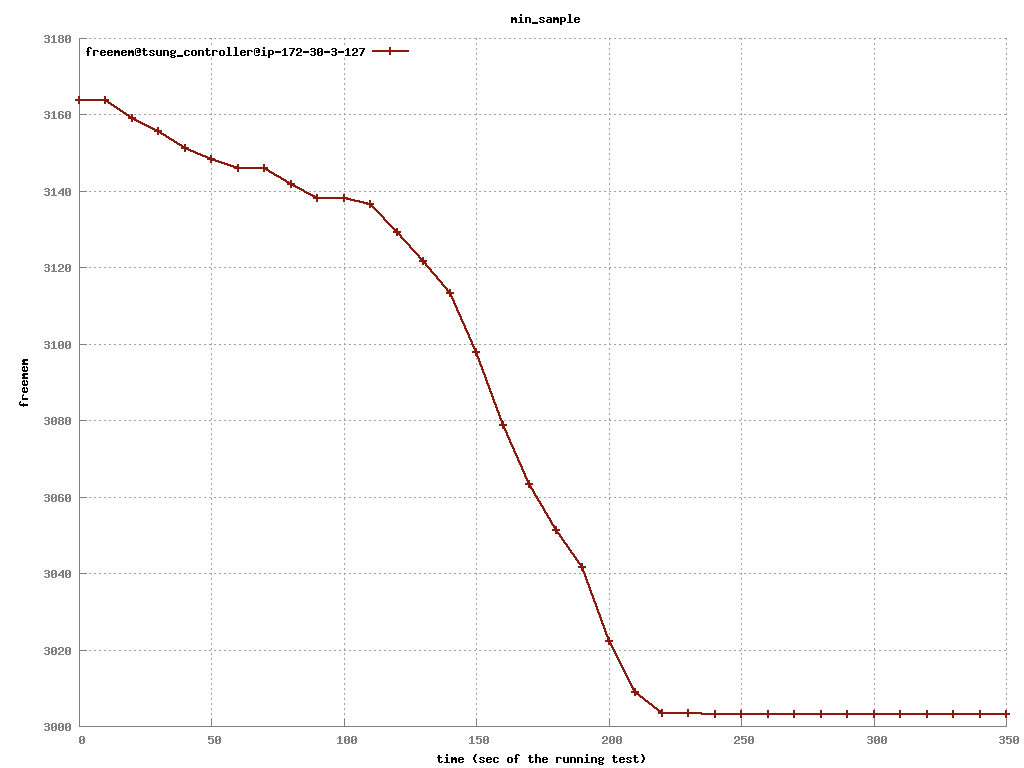 min_sample
3180
freemem@tsung_controller@ip-172-30-3-127
3160
3140
3120
3100
3080
3060
3040
3020
3000
freemem
0 50 100 150 200 250 300 350
time (sec of the running test)